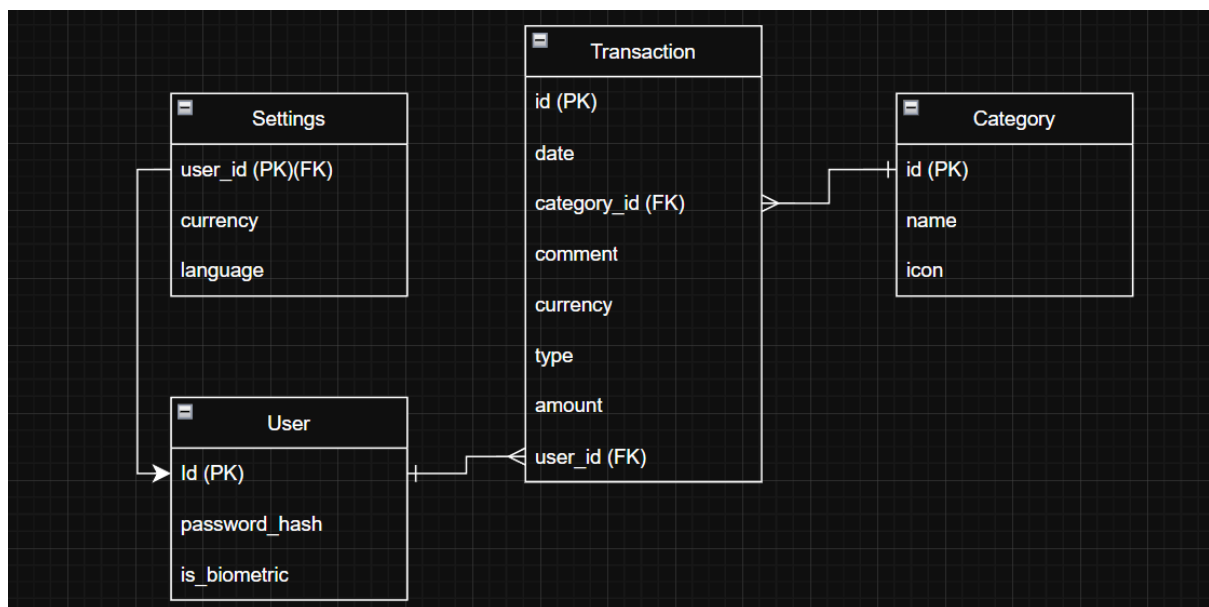 Settings
user_id (PK)(FK)
currency
language
User
Id (PK)
password_hash
is_biometric
Transaction
id (PK)
date
category_id (FK)
comment
currency
type
amount
user_id (FK)
Category
id (PK)
name
icon